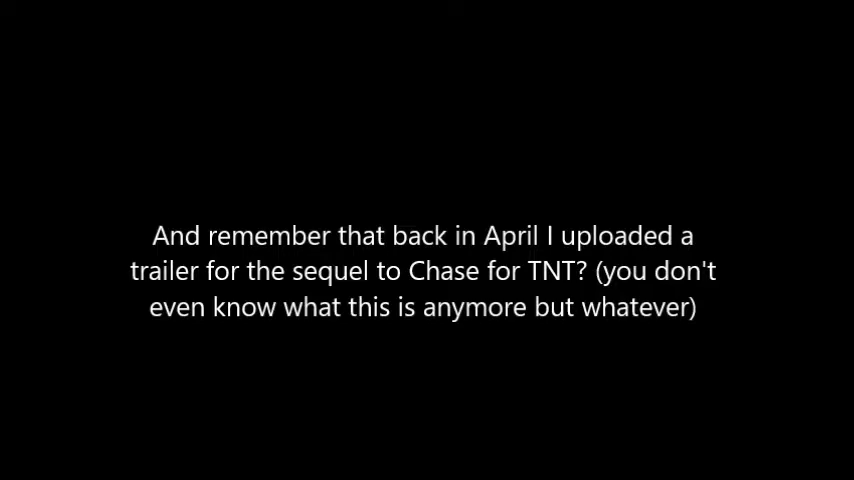 And remember that back in April I uploaded a
trailer for the sequel to Chase for TNT? (you don't
even know what this is anymore but whatever)